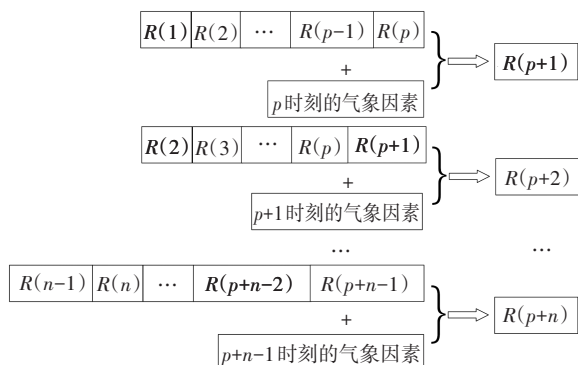 R(1) R(2) ··· R(p−1) R(p)
+
R(p+1)
p时刻的气象因素
R(2) R(3) ··· R(p) R(p+1)
+
R(p+2)
p+1时刻的气象因素
··· ···
R(n−1) R(n) ··· R(p+n−2) R(p+n−1)
+
R(p+n)
p+n−1时刻的气象因素